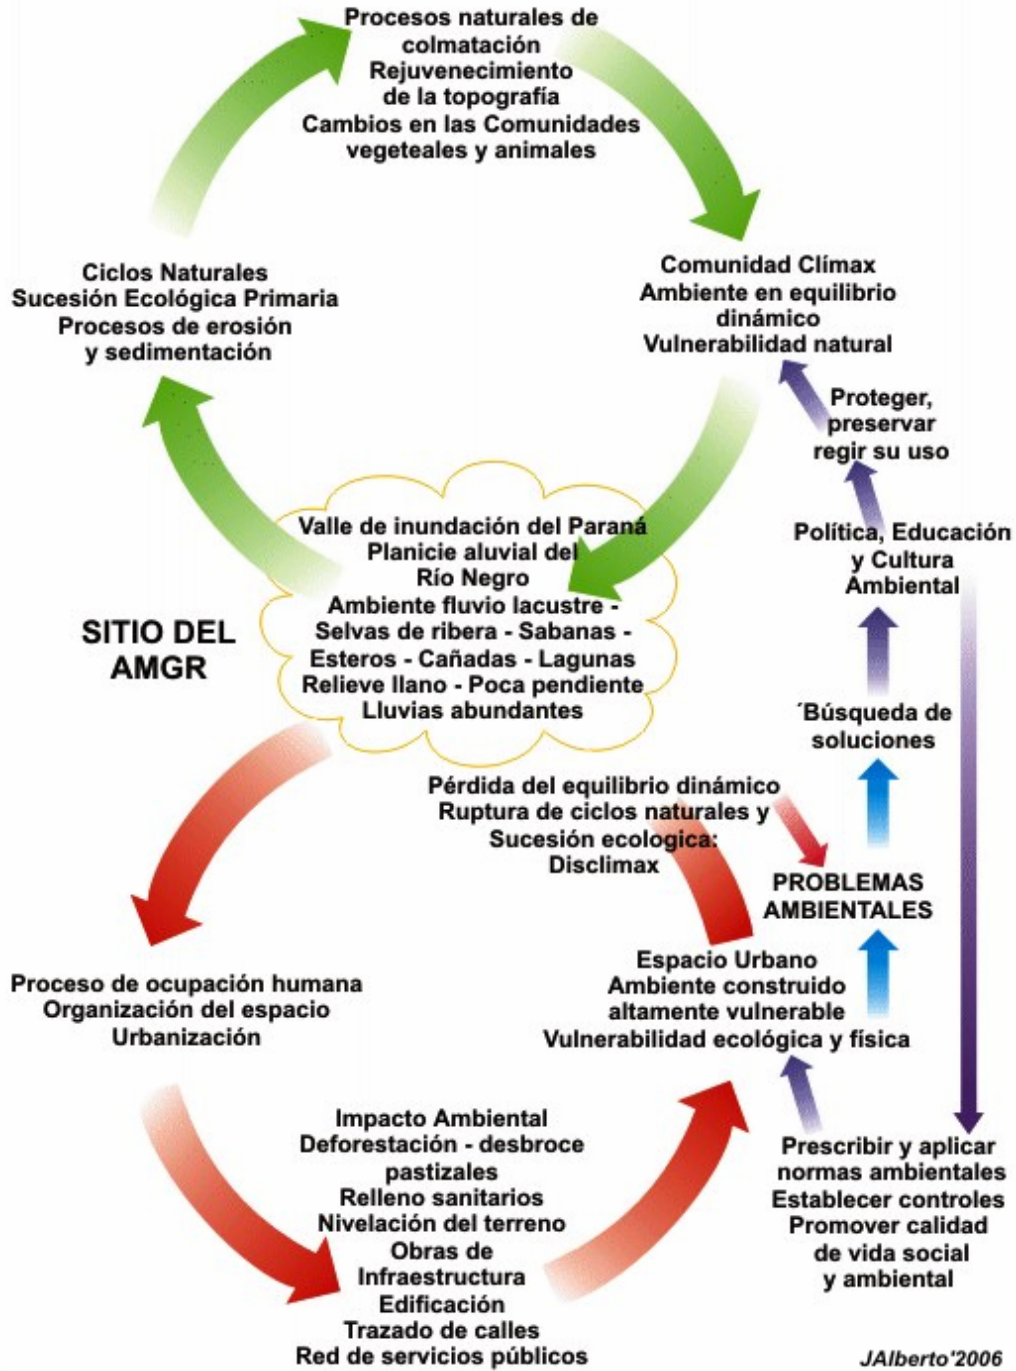 Procesos naturales de
colmatación
Rejuvenecimiento
de la topografía
Cambios en las Comunidades
vegeteales y animales
Ciclos Naturales
Sucesión Ecológica Primaria
Procesos de erosión
y sedimentación
Comunidad Clímax
Ambiente en equilibrio
dinámico
Vulnerabilidad natural
Proteger,
preservar
regir su uso
Política, Educación
y Cultura
Ambiental
Valle de inundación del Paraná
Planicie aluvial del
Río Negro
Ambiente fluvio lacustre -
Selvas de ribera - Sabanas -
Esteros - Cañadas - Lagunas
Relieve llano - Poca pendiente
Lluvias abundantes
SITIO DEL
AMGR
´Búsqueda de
soluciones
Pérdida del equilibrio dinámico
Ruptura de ciclos naturales y
Sucesión ecologica:
Disclimax
PROBLEMAS
AMBIENTALES
Espacio Urbano
Ambiente construido
altamente vulnerable
Vulnerabilidad ecológica y física
Proceso de ocupación humana
Organización del espacio
Urbanización
Impacto Ambiental
Deforestación - desbroce
pastizales
Relleno sanitarios
Nivelación del terreno
Obras de
Infraestructura
Edificación
Trazado de calles
Red de servicios públicos
Prescribir y aplicar
normas ambientales
Establecer controles
Promover calidad
de vida social
y ambiental
JAlberto'2006